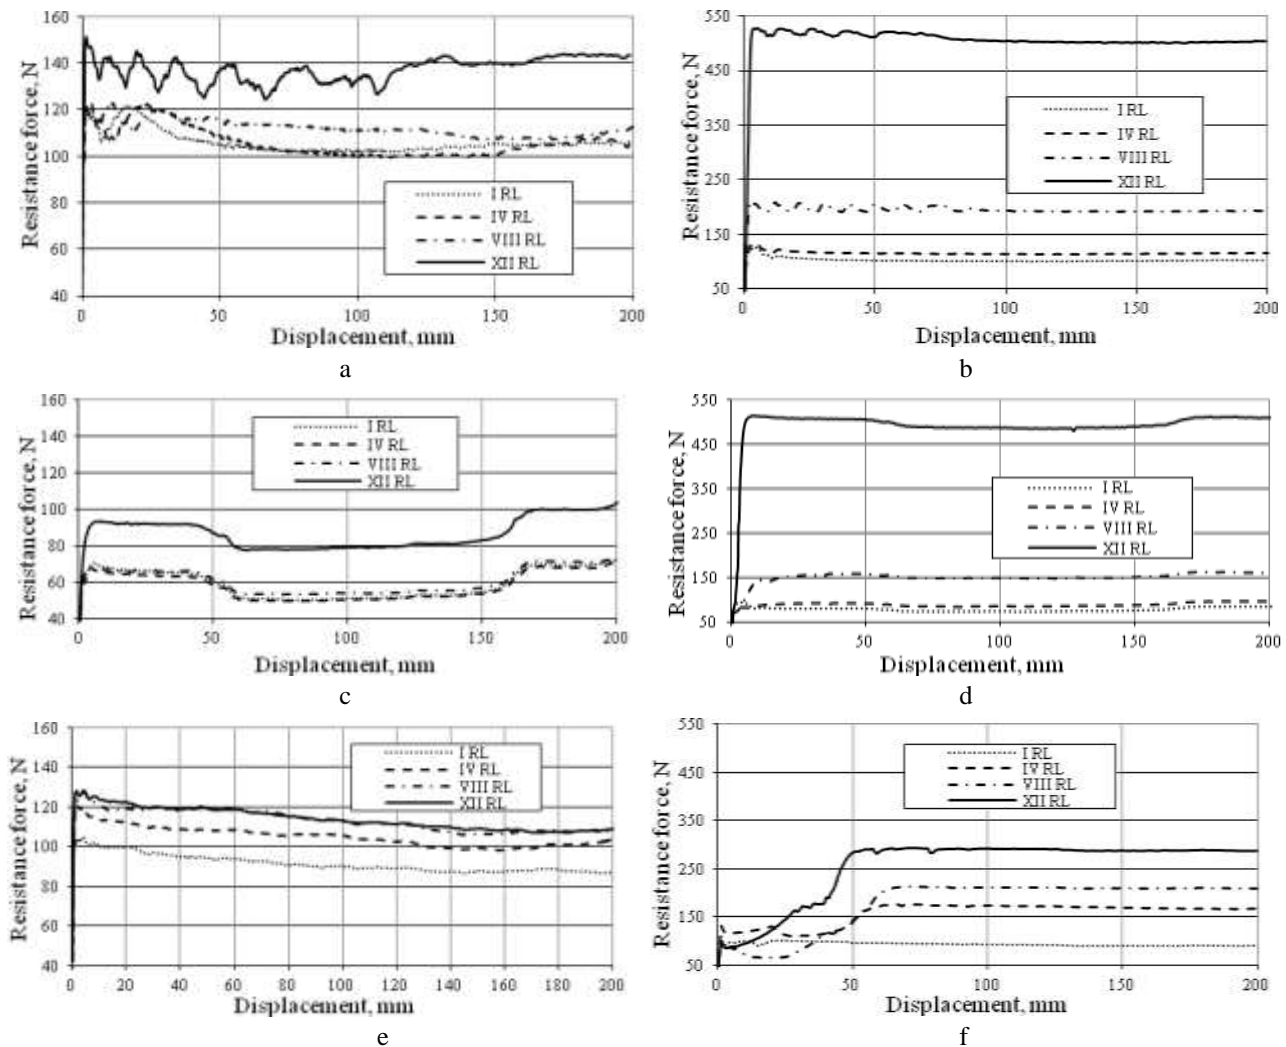 160
140
120
100
80
60
40
Resistance force, N
I RL
IV RL
VIII RL
XII RL
0 50 100 150 200
Displacement, mm
a
550
450
350
250
150
50
Resistance force, N
I RL
IV RL
VIII RL
XII RL
0 50 100 150 200
Displacement, mm
b
160
140
120
100
80
60
40
Resistance force, N
I RL
IV RL
VIII RL
XII RL
0 50 100 150 200
Displacement, mm
c
550
450
350
250
150
50
Resistance force, N
I RL
IV RL
VIII RL
XII RL
0 50 100 150 200
Displacement, mm
d
160
140
120
100
80
60
40
Resistance force, N
I RL
IV RL
VIII RL
XII RL
0 20 40 60 80 100 120 140 160 180 200
Displacement, mm
e
550
450
350
250
150
50
Resistance force, N
I RL
IV RL
VIII RL
XII RL
0 50 100 150 200
Displacement, mm
f